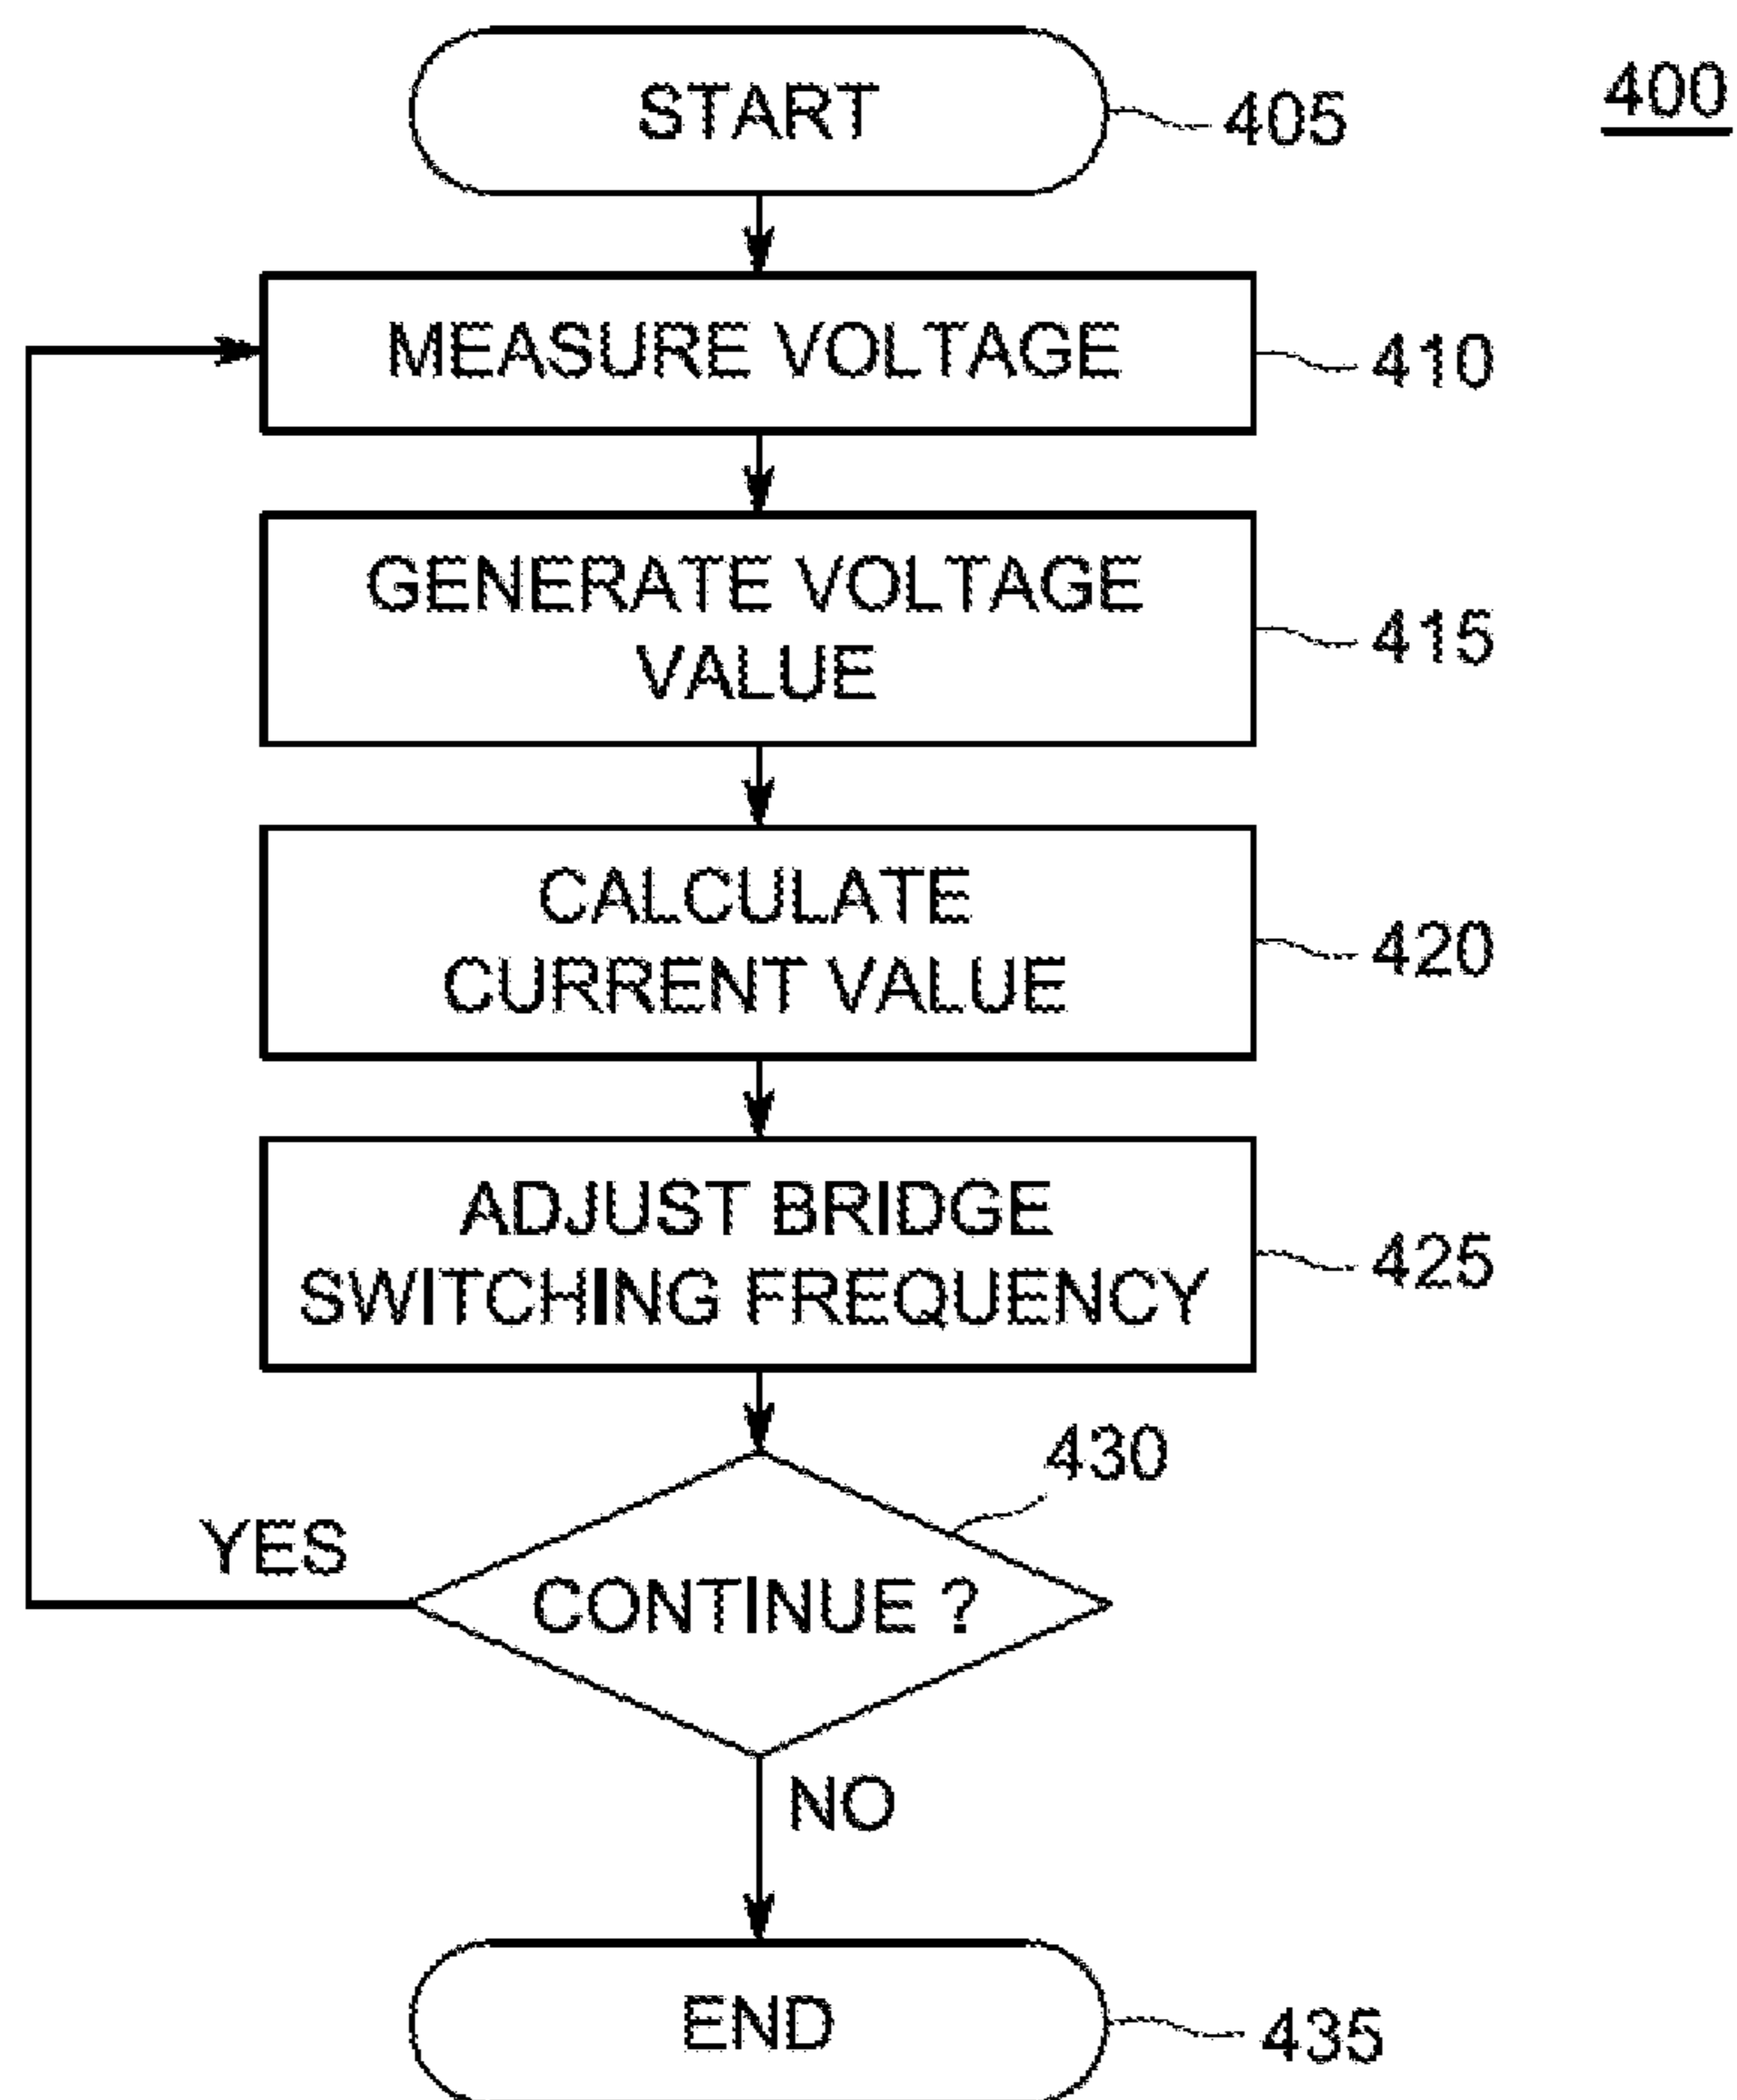 400
START
405
MEASURE VOLTAGE
410
GENERATE VOLTAGE
VALUE
415
CALCULATE
CURRENT VALUE
420
ADJUST BRIDGE
SWITCHING FREQUENCY
425
430
CONTINUE ?
YES
NO
END
435